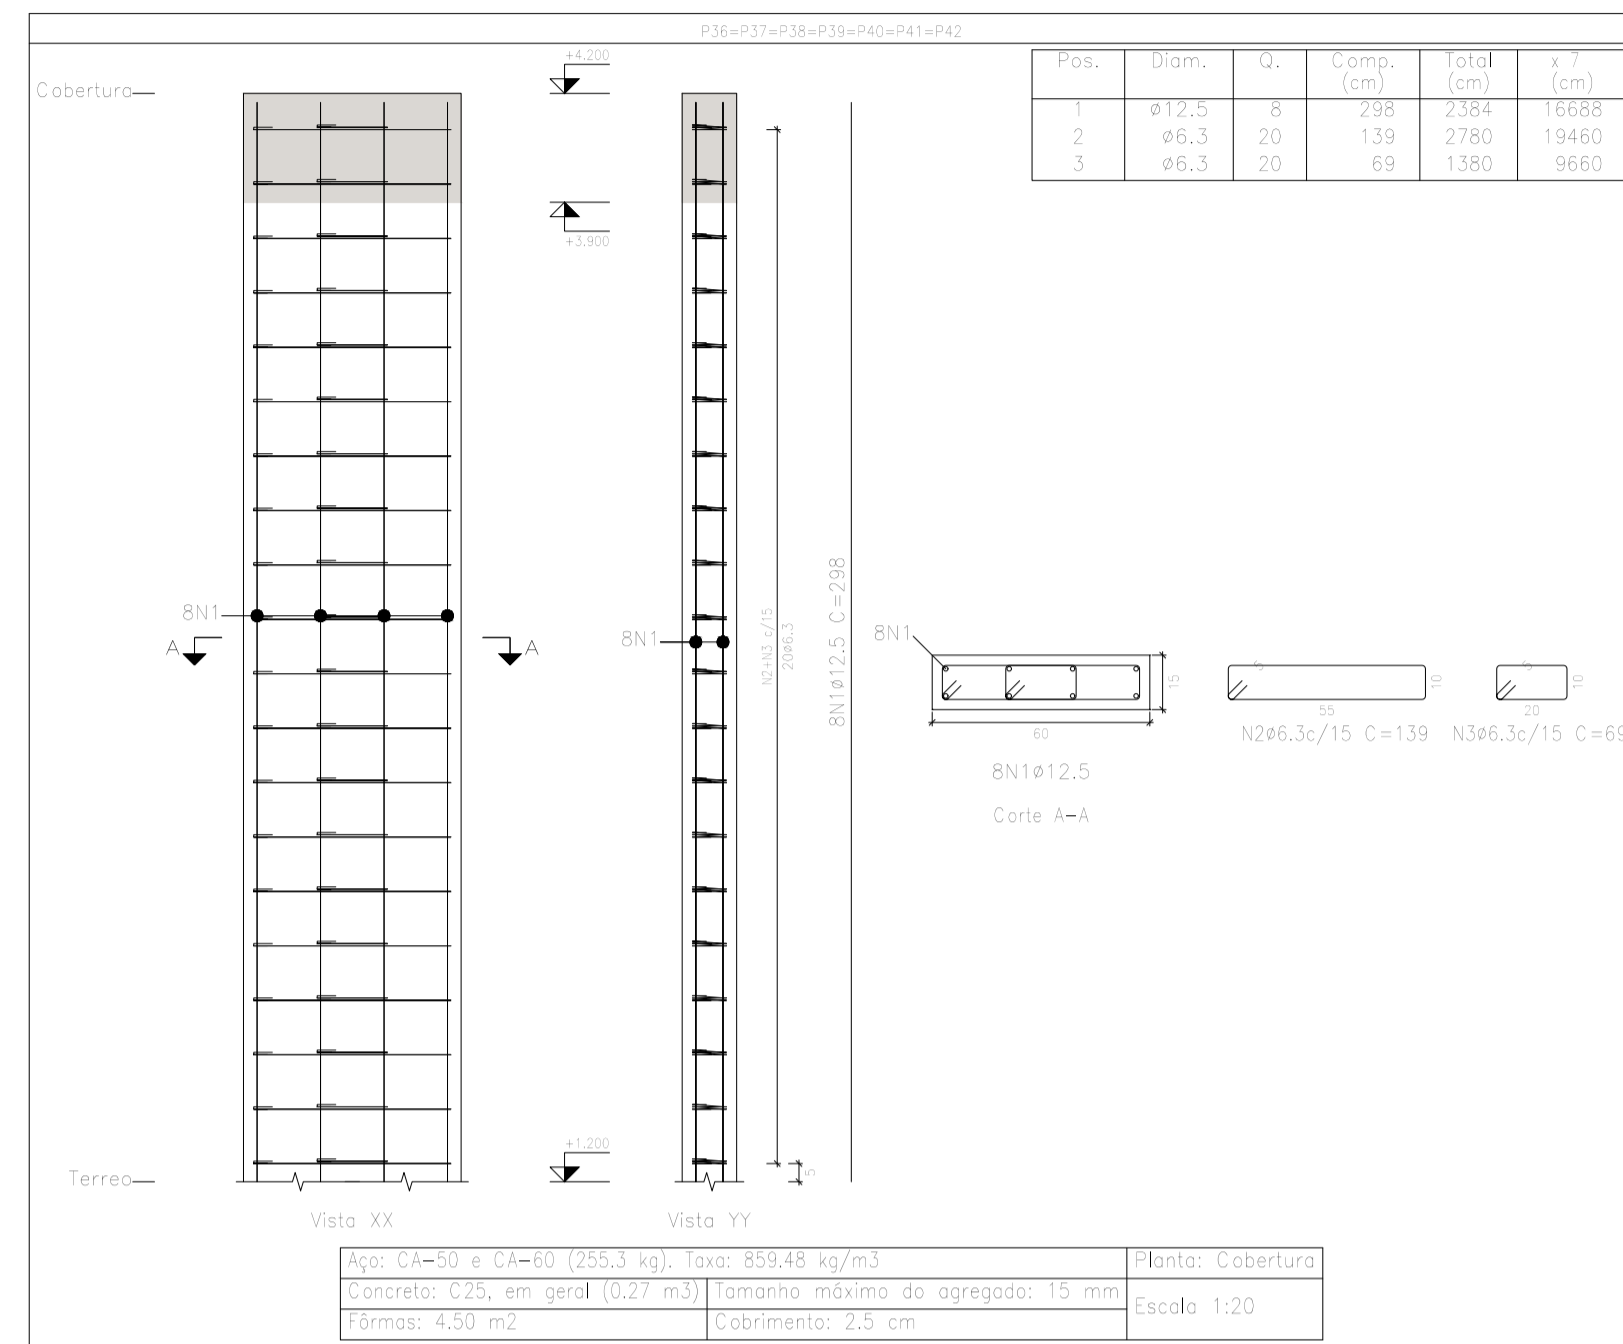 P36=P37=P38=P39=P40=P41=P42
Pos. Diam. Q. Comp. (cm) Total (cm) x 7 (cm)
1 ø12.5 8 298 2384 16688
2 ø6.3 20 139 2780 19460
3 ø6.3 20 69 1380 9660
Cobertura
+4.200
+3.900
8N1
A
A
8N1
N2+N3 c/15
20ø6.3
8N1ø12.5 C=298
8N1
15
60
8N1ø12.5
Corte A-A
5
10
55
N2ø6.3c/15 C=139
5
10
20
N3ø6.3c/15 C=69
+1.200
5
Terreo
Vista XX
Vista YY
Aço: CA-50 e CA-60 (255.3 kg). Taxa: 859.48 kg/m3
Planta: Cobertura
Concreto: C25, em geral (0.27 m3)
Tamanho máximo do agregado: 15 mm
Escala 1:20
Fôrmas: 4.50 m2
Cobrimento: 2.5 cm